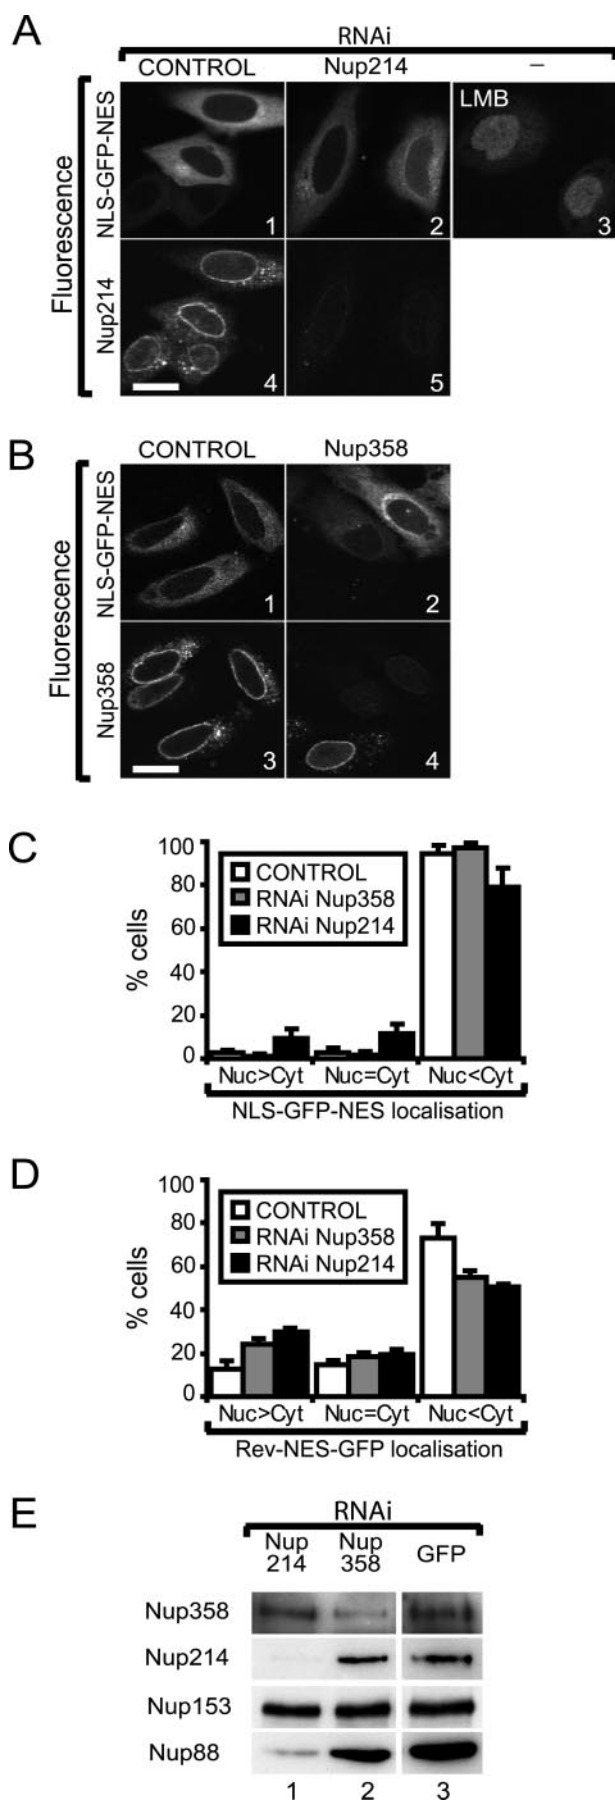 A
RNAi
CONTROL Nup214 –
Fluorescence
NLS-GFP-NES
LMB
1 2 3
Nup214
4 5
B
CONTROL Nup358
Fluorescence
NLS-GFP-NES
1 2
Nup358
3 4
C
100
80
60
40
20
0
% cells
CONTROL
RNAi Nup358
RNAi Nup214
Nuc>Cyt Nuc=Cyt Nuc<Cyt
NLS-GFP-NES localisation
D
100
80
60
40
20
0
% cells
CONTROL
RNAi Nup358
RNAi Nup214
Nuc>Cyt Nuc=Cyt Nuc<Cyt
Rev-NES-GFP localisation
E
RNAi
Nup 214
Nup 358
GFP
Nup358
Nup214
Nup153
Nup88
1 2 3